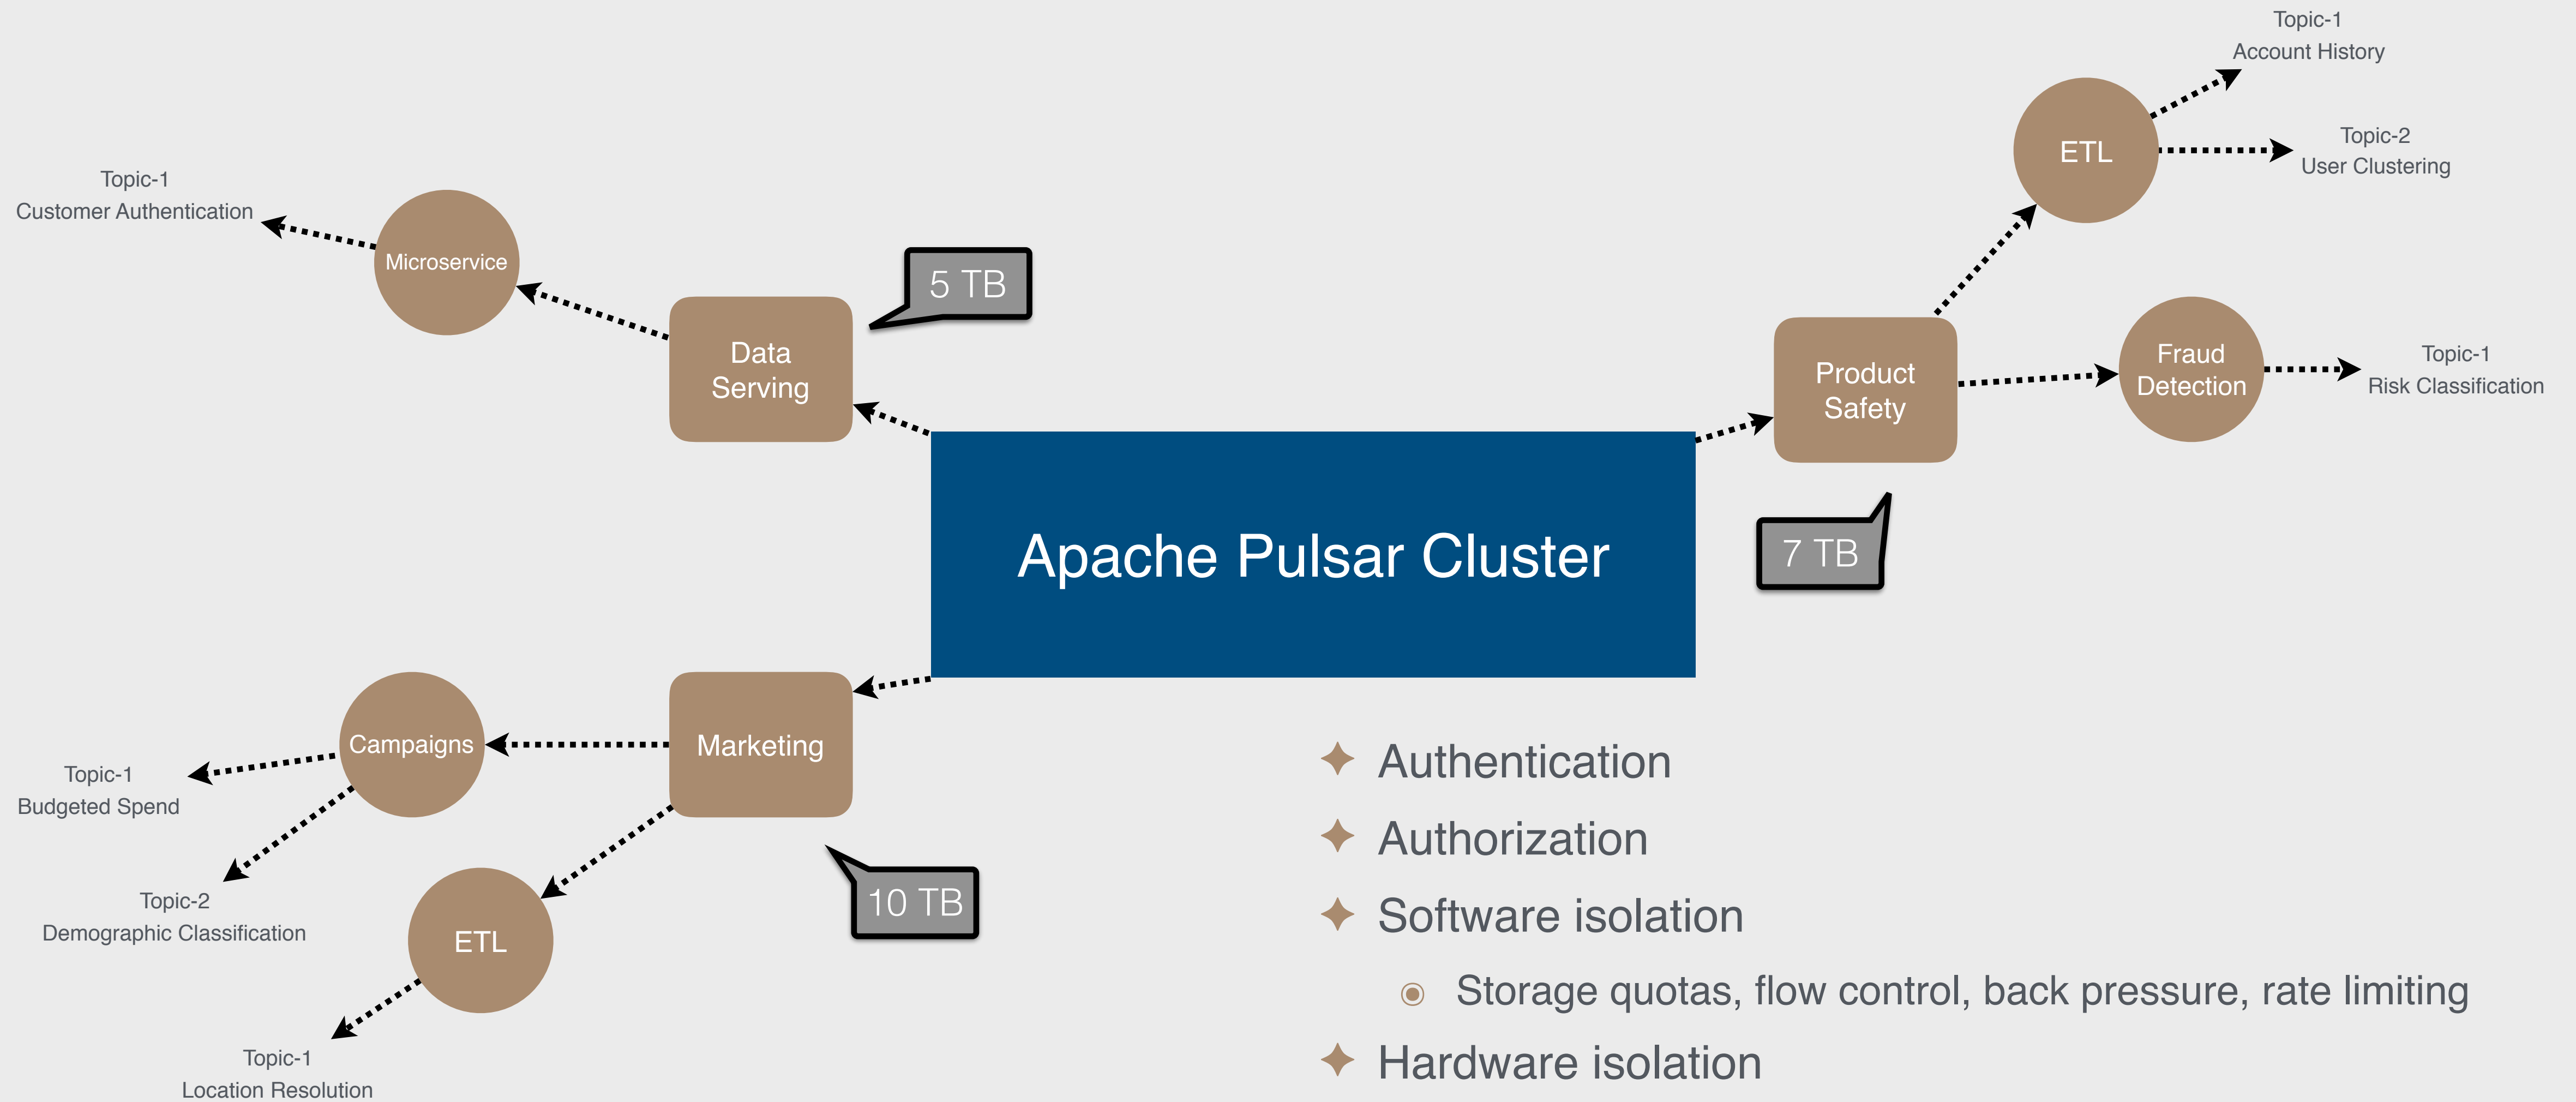 Topic-1
Account History
ETL
Topic-2
User Clustering
Topic-1
Customer Authentication
Microservice
5 TB
Data
Serving
Product
Safety
Fraud
Detection
Topic-1
Risk Classification
Apache Pulsar Cluster
7 TB
Marketing
Campaigns
Topic-1
Budgeted Spend
Topic-2
Demographic Classification
10 TB
ETL
Topic-1
Location Resolution
Authentication
Authorization
Software isolation
Storage quotas, flow control, back pressure, rate limiting
Hardware isolation